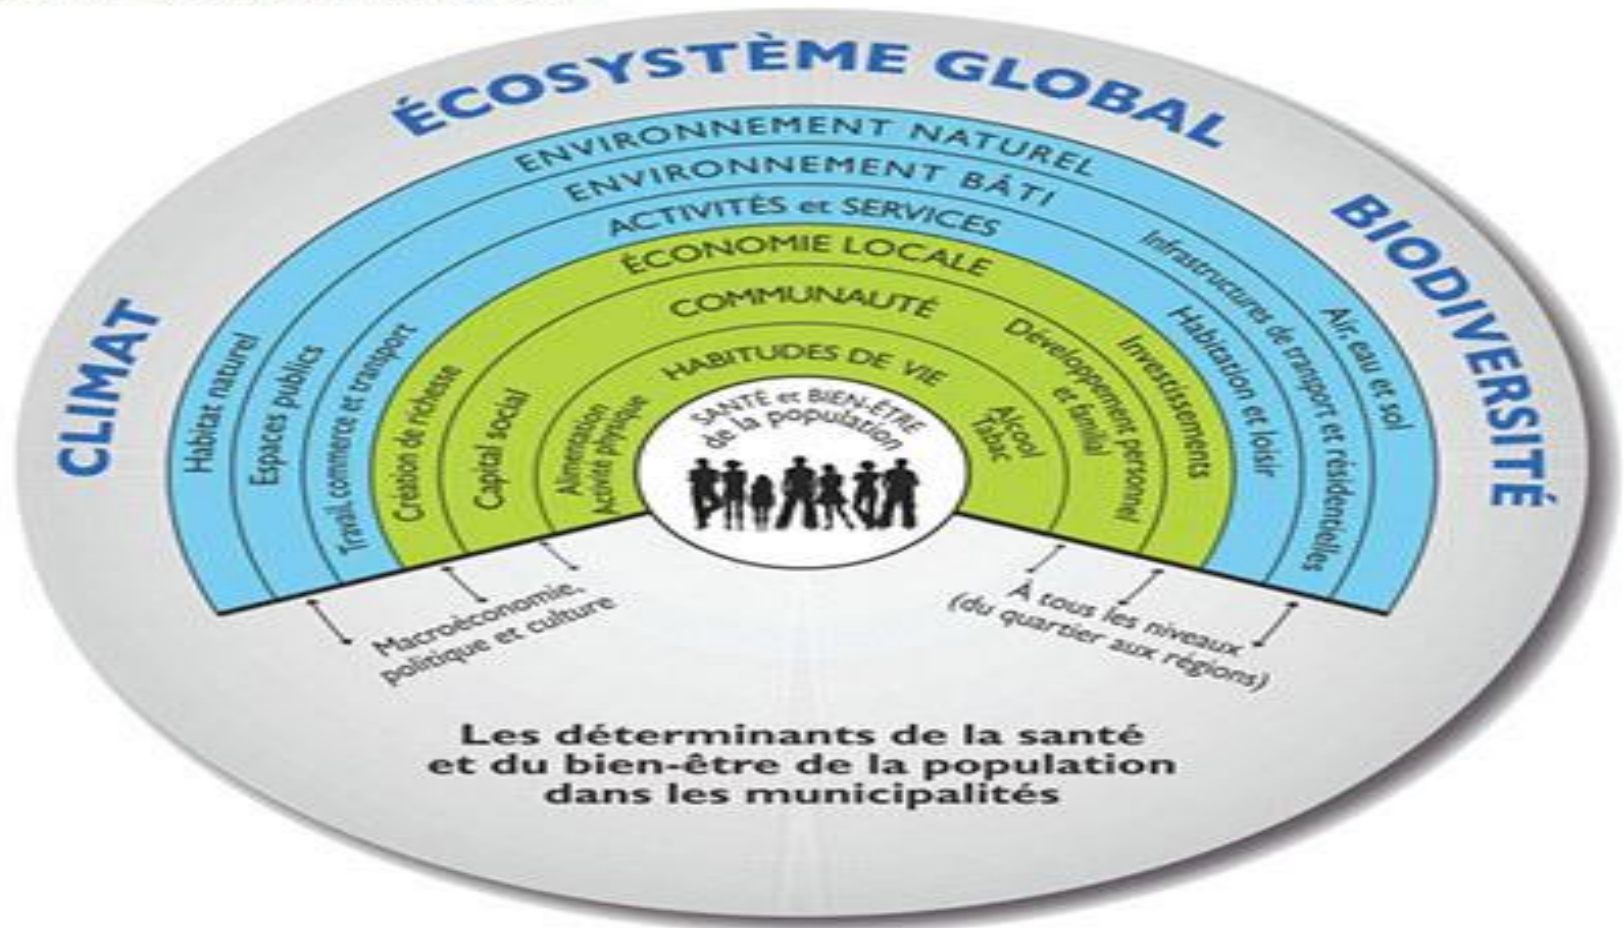 ÉCOSYSTÈME GLOBAL
CLIMAT
BIODIVERSITÉ
ENVIRONNEMENT NATUREL
Habitat naturel
Air, eau et sol
ENVIRONNEMENT BÂTI
Espaces publics
Infrastructures de transport et résidentielles
ACTIVITÉS et SERVICES
Travail, commerce et transport
Habitation et loisir
ÉCONOMIE LOCALE
Création de richesse
Investissements
COMMUNAUTÉ
Capital social
Développement personnel
et familial
HABITUDES DE VIE
Alimentation
Activité physique
Alcool
Tabac
SANTÉ et BIEN-ÊTRE
de la population
Macroéconomie,
politique et culture
À tous les niveaux
(du quartier aux régions)
Les déterminants de la santé
et du bien-être de la population
dans les municipalités